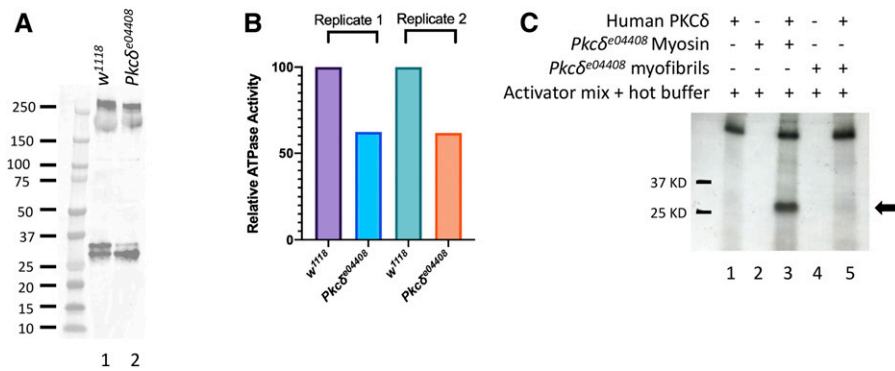 A
w1118
Pkcδe04408
250
150
100
75
50
37
25
20
15
10
1 2
B
Replicate 1 Replicate 2
Relative ATPase Activity
100
50
0
w1118
Pkcδe04408
w1118
Pkcδe04408
C
Human PKCδ + - + - +
Pkcδe04408 Myosin - + + - -
Pkcδe04408 myofibrils - - - + +
Activator mix + hot buffer + + + + +
37 KD
25 KD
1 2 3 4 5